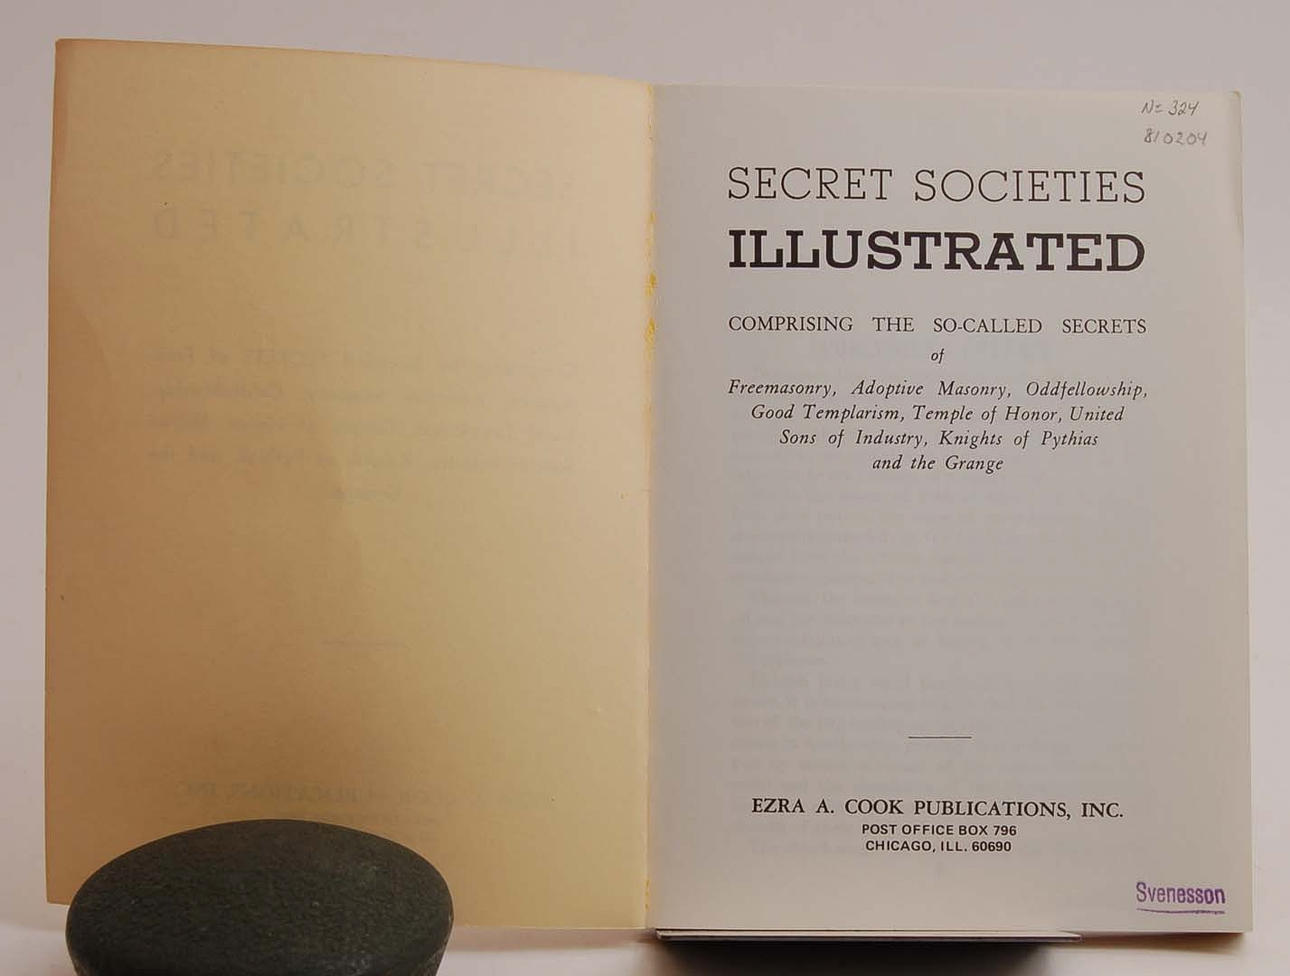 N= 324
810204
SECRET SOCIETIES
ILLUSTRATED
COMPRISING THE SO-CALLED SECRETS
of
Freemasonry, Adoptive Masonry, Oddfellowship,
Good Templarism, Temple of Honor, United
Sons of Industry, Knights of Pythias
and the Grange
EZRA A. COOK PUBLICATIONS, INC.
POST OFFICE BOX 796
CHICAGO, ILL. 60690
Svenesson